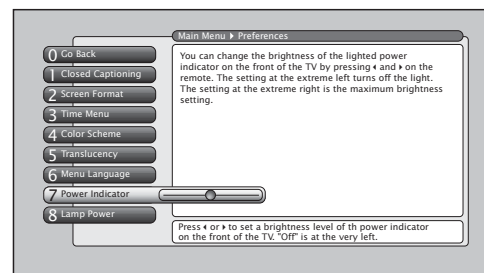 Main Menu ▸ Preferences
0 Go Back
1 Closed Captioning
2 Screen Format
3 Time Menu
4 Color Scheme
5 Translucency
6 Menu Language
7 Power Indicator
8 Lamp Power
You can change the brightness of the lighted power
indicator on the front of the TV by pressing ◂ and ▸ on the
remote. The setting at the extreme left turns off the light.
The setting at the extreme right is the maximum brightness
setting.
Press ◂ or ▸ to set a brightness level of th power indicator
on the front of the TV. "Off" is at the very left.